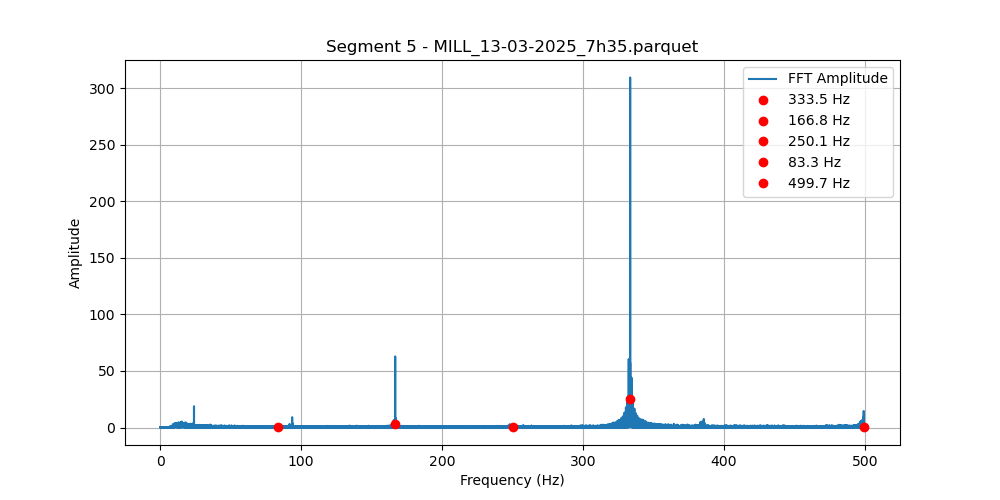 Segment 5 - MILL_13-03-2025_7h35.parquet
FFT Amplitude
333.5 Hz
166.8 Hz
250.1 Hz
83.3 Hz
499.7 Hz
Amplitude
300
250
200
150
100
50
0
0 100 200 300 400 500
Frequency (Hz)